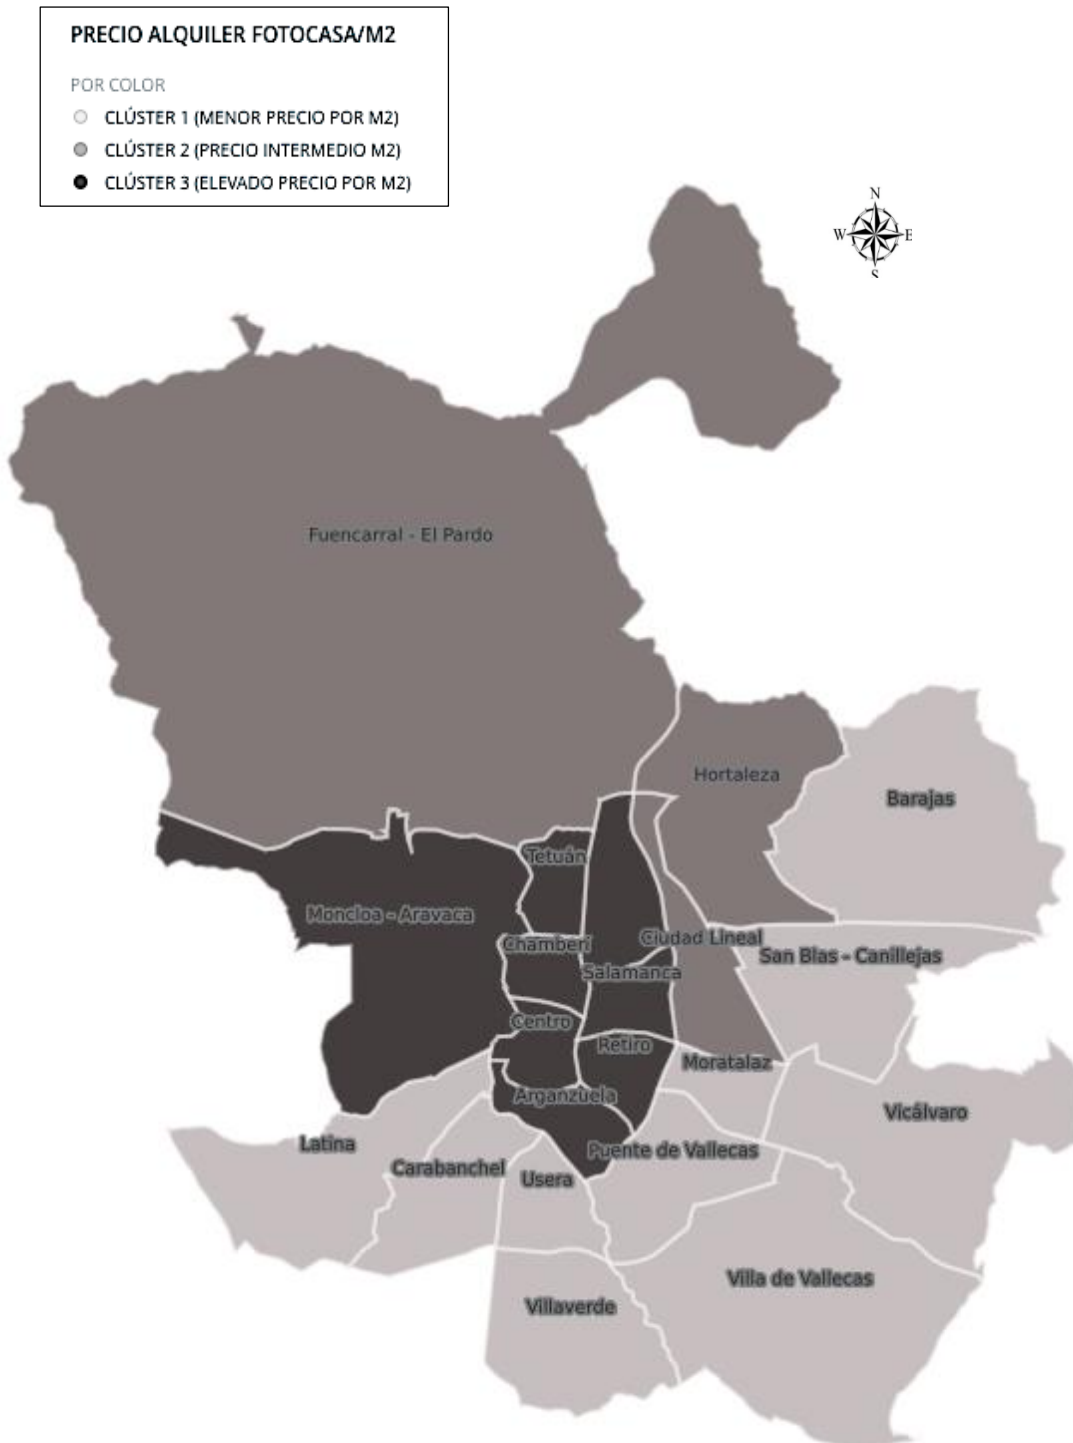 PRECIO ALQUILER FOTOCASA/M2
POR COLOR
CLÚSTER 1 (MENOR PRECIO POR M2)
CLÚSTER 2 (PRECIO INTERMEDIO M2)
CLÚSTER 3 (ELEVADO PRECIO POR M2)
N
W E
S
Fuencarral - El Pardo
Hortaleza
Barajas
Tetuán
Moncloa - Aravaca
Ciudad Lineal
Chamberí
San Blas - Canillejas
Salamanca
Centro
Retiro
Moratalaz
Arganzuela
Vicálvaro
Latina
Puente de Vallecas
Carabanchel
Usera
Villa de Vallecas
Villaverde